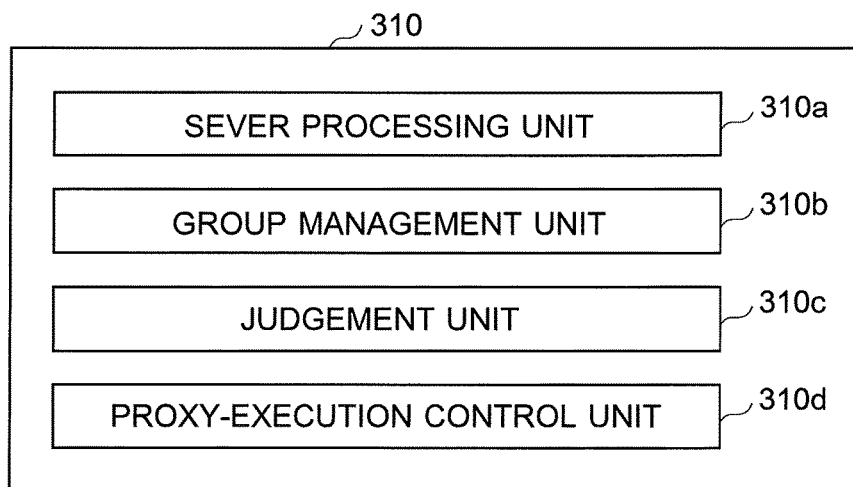 310
SEVER PROCESSING UNIT
310a
GROUP MANAGEMENT UNIT
310b
JUDGEMENT UNIT
310c
PROXY-EXECUTION CONTROL UNIT
310d